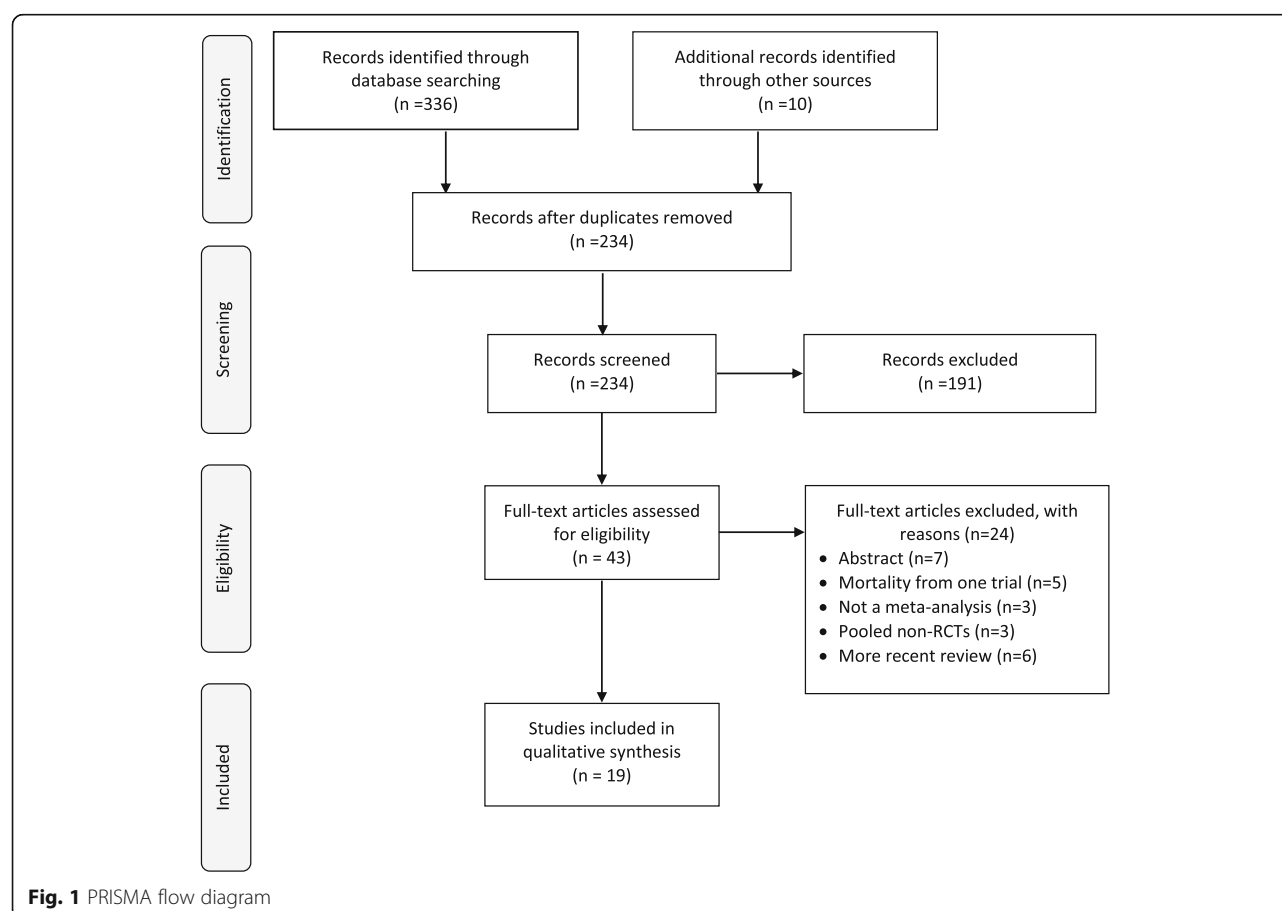 Identification
Records identified through
database searching
(n =336)
Additional records identified
through other sources
(n =10)
Records after duplicates removed
(n =234)
Screening
Records screened
(n =234)
Records excluded
(n =191)
Eligibility
Full-text articles assessed
for eligibility
(n = 43)
Full-text articles excluded, with
reasons (n=24)
• Abstract (n=7)
• Mortality from one trial (n=5)
• Not a meta-analysis (n=3)
• Pooled non-RCTs (n=3)
• More recent review (n=6)
Included
Studies included in
qualitative synthesis
(n = 19)
Fig. 1 PRISMA flow diagram